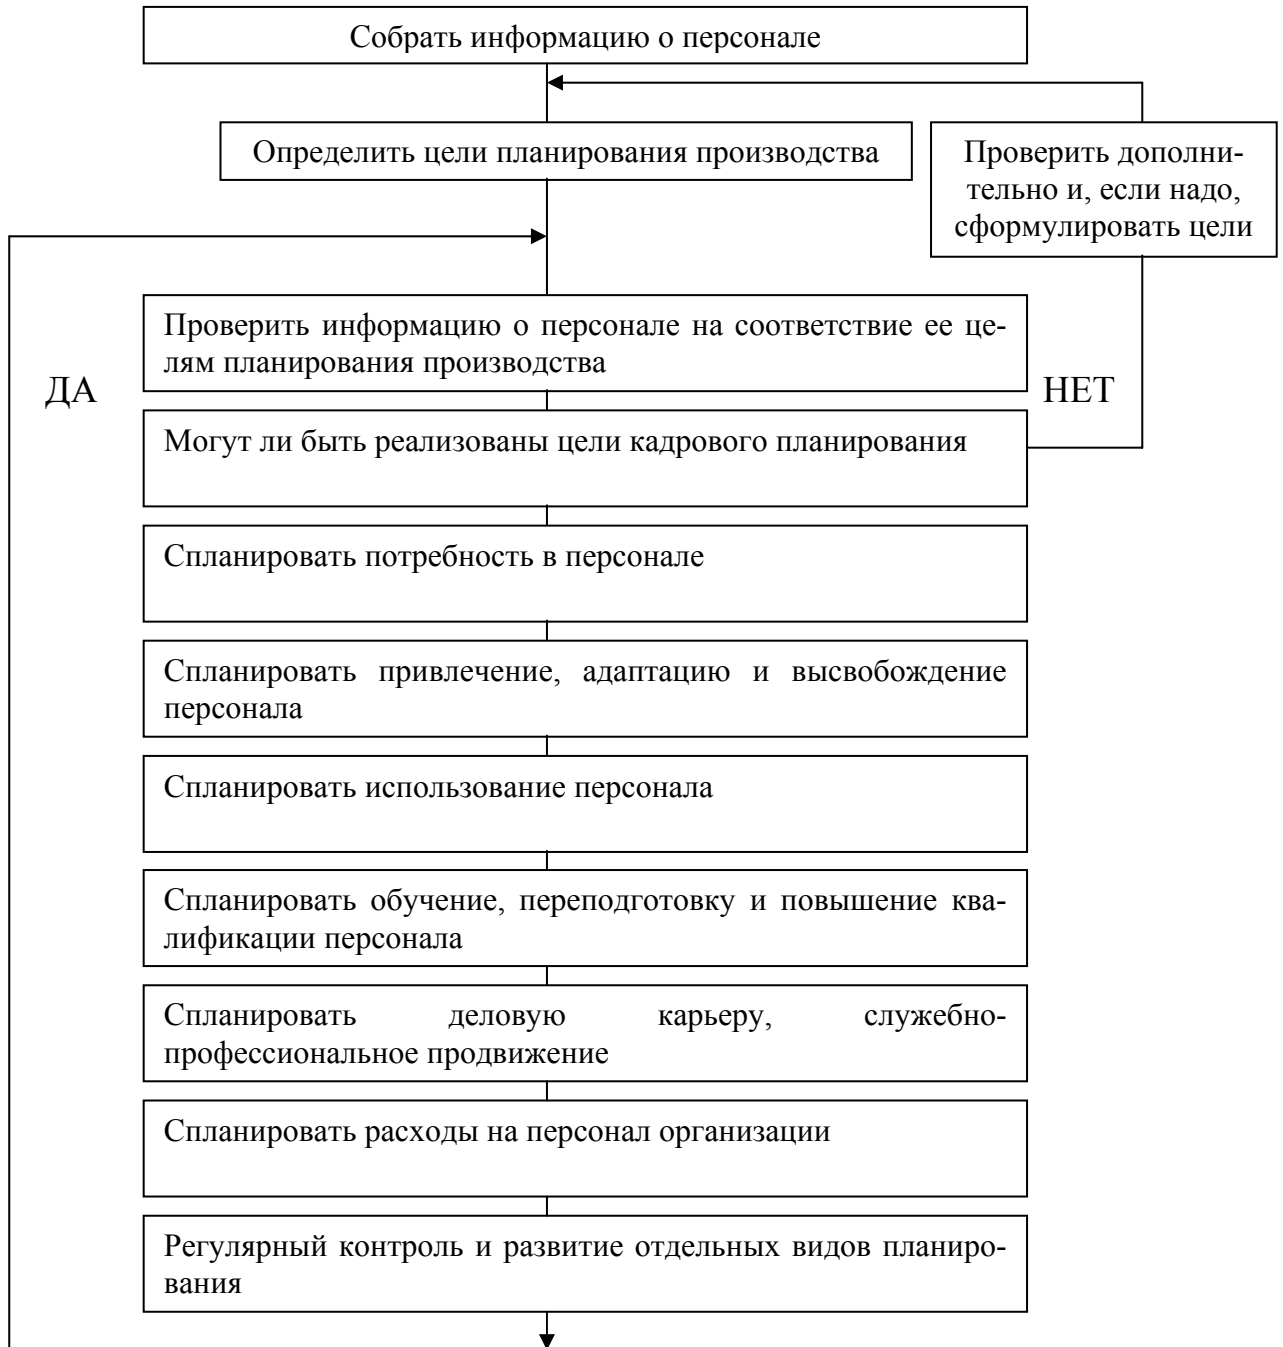 Собрать информацию о персонале
Определить цели планирования производства
Проверить дополни-
тельно и, если надо,
сформулировать цели
Проверить информацию о персонале на соответствие ее це-
лям планирования производства
ДА
НЕТ
Могут ли быть реализованы цели кадрового планирования
Спланировать потребность в персонале
Спланировать привлечение, адаптацию и высвобождение
персонала
Спланировать использование персонала
Спланировать обучение, переподготовку и повышение ква-
лификации персонала
Спланировать деловую карьеру, служебно-
профессиональное продвижение
Спланировать расходы на персонал организации
Регулярный контроль и развитие отдельных видов планиро-
вания